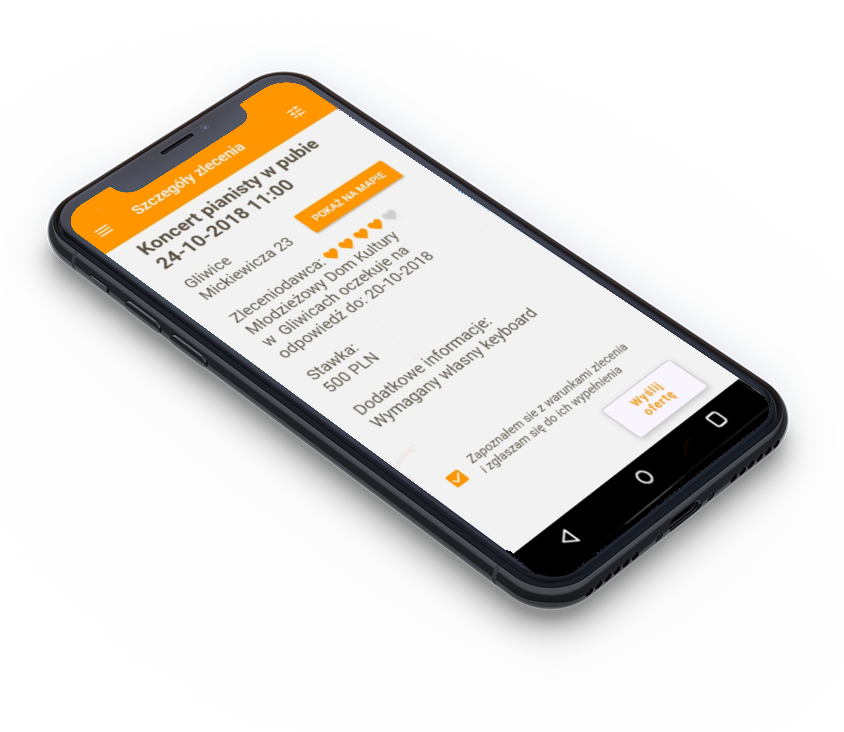 Szczegóły zlecenia
Koncert pianisty w pubie
24-10-2018 11:00
Gliwice
Mickiewicza 23
POKAŻ NA MAPIE
Zleceniodawca:
Młodzieżowy Dom Kultury
w Gliwicach oczekuje na
odpowiedź do: 20-10-2018
Stawka:
500 PLN
Dodatkowe informacje:
Wymagany własny keyboard
Zapoznałem sie z warunkami zlecenia
i zgłaszam się do ich wypełnienia
Wyślij
ofertę